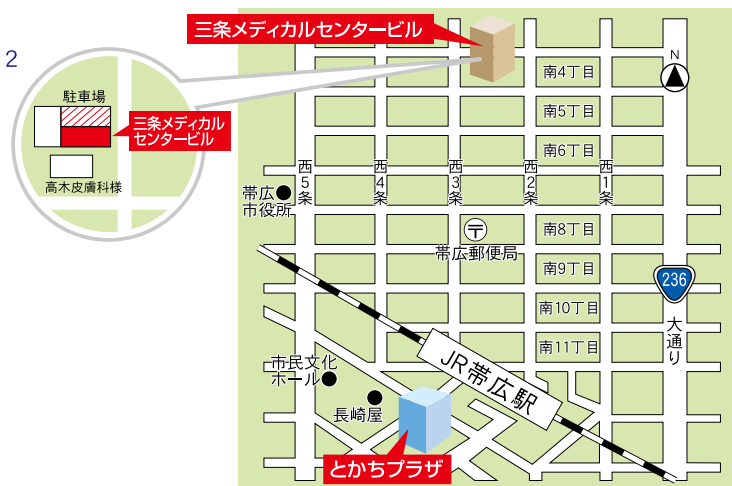 三条メディカルセンタービル
2
N
駐車場
三条メディカル
センタービル
高木皮膚科様
南4丁目
南5丁目
南6丁目
西5条
西4条
西3条
西2条
西1条
帯広
市役所
〒
帯広郵便局
南8丁目
南9丁目
南10丁目
南11丁目
236
大通り
市民文化
ホール
長崎屋
JR帯広駅
とかちプラザ